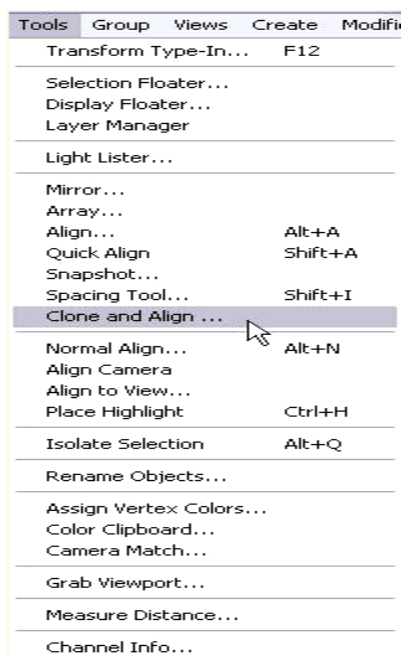 Tools Group Views Create
Transform Type-In... F12
Selection Floater...
Display Floater...
Layer Manager
Light Lister...
Mirror...
Array...
Align... Alt+A
Quick Align Shift+A
Snapshot...
Spacing Tool... Shift+I
Clone and Align ...
Normal Align... Alt+N
Align Camera
Align to View...
Place Highlight Ctrl+H
Isolate Selection Alt+Q
Rename Objects...
Assign Vertex Colors...
Color Clipboard...
Camera Match...
Grab Viewport...
Measure Distance...
Channel Info...